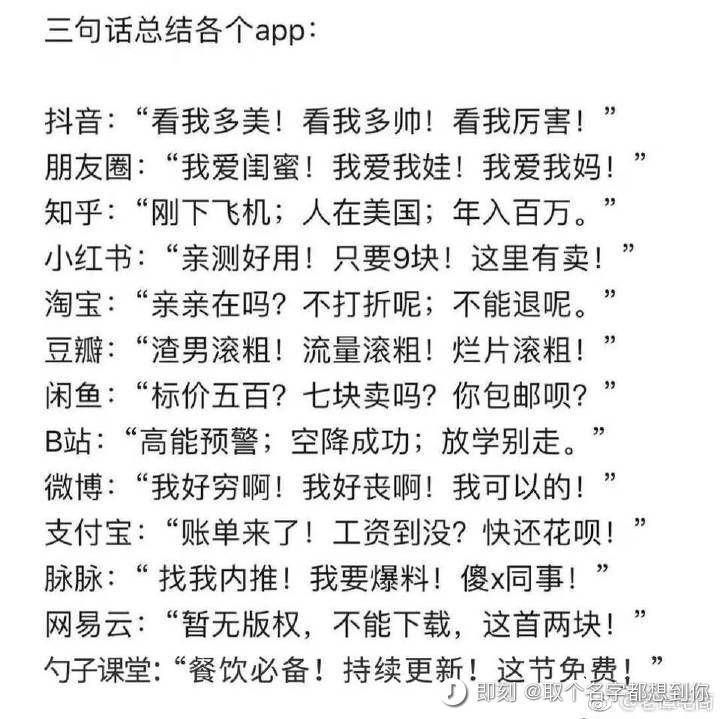 三句话总结各个app：
抖音：“看我多美！看我多帅！看我厉害！”
朋友圈：“我爱闺蜜！我爱我娃！我爱我妈！”
知乎：“刚下飞机；人在美国；年入百万。”
小红书：“亲测好用！只要9块！这里有卖！”
淘宝：“亲亲在吗？不打折呢；不能退呢。”
豆瓣：“渣男滚粗！流量滚粗！烂片滚粗！”
闲鱼：“标价五百？七块卖吗？你包邮呗？”
B站：“高能预警；空降成功；放学别走。”
微博：“我好穷啊！我好丧啊！我可以的！”
支付宝：“账单来了！工资到没？快还花呗！”
脉脉：“ 找我内推！我要爆料！傻x同事！”
网易云：“暂无版权，不能下载，这首两块！”
勺子课堂：“餐饮必备！持续更新！这节免费！”
即刻 @取个名字都想到你